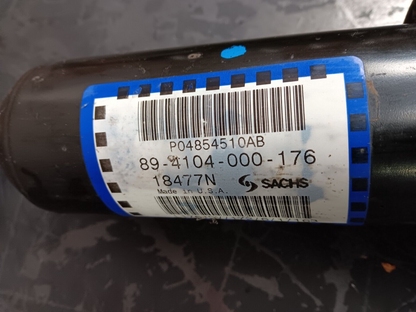 P04854510AB
89-4104-000-176
18477N SACHS
Made in U.S.A.